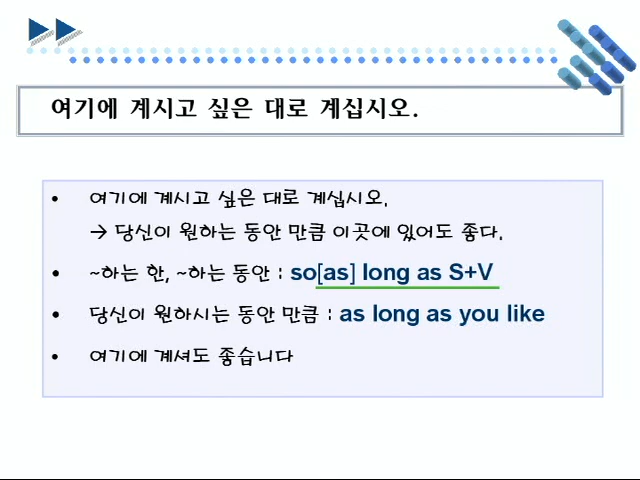 여기에 계시고 싶은 대로 계십시오.
• 여기에 계시고 싶은 대로 계십시오.
→ 당신이 원하는 동안 만큼 이곳에 있어도 좋다.
• ~하는 한, ~하는 동안 : so[as] long as S+V
• 당신이 원하시는 동안 만큼 : as long as you like
• 여기에 계셔도 좋습니다